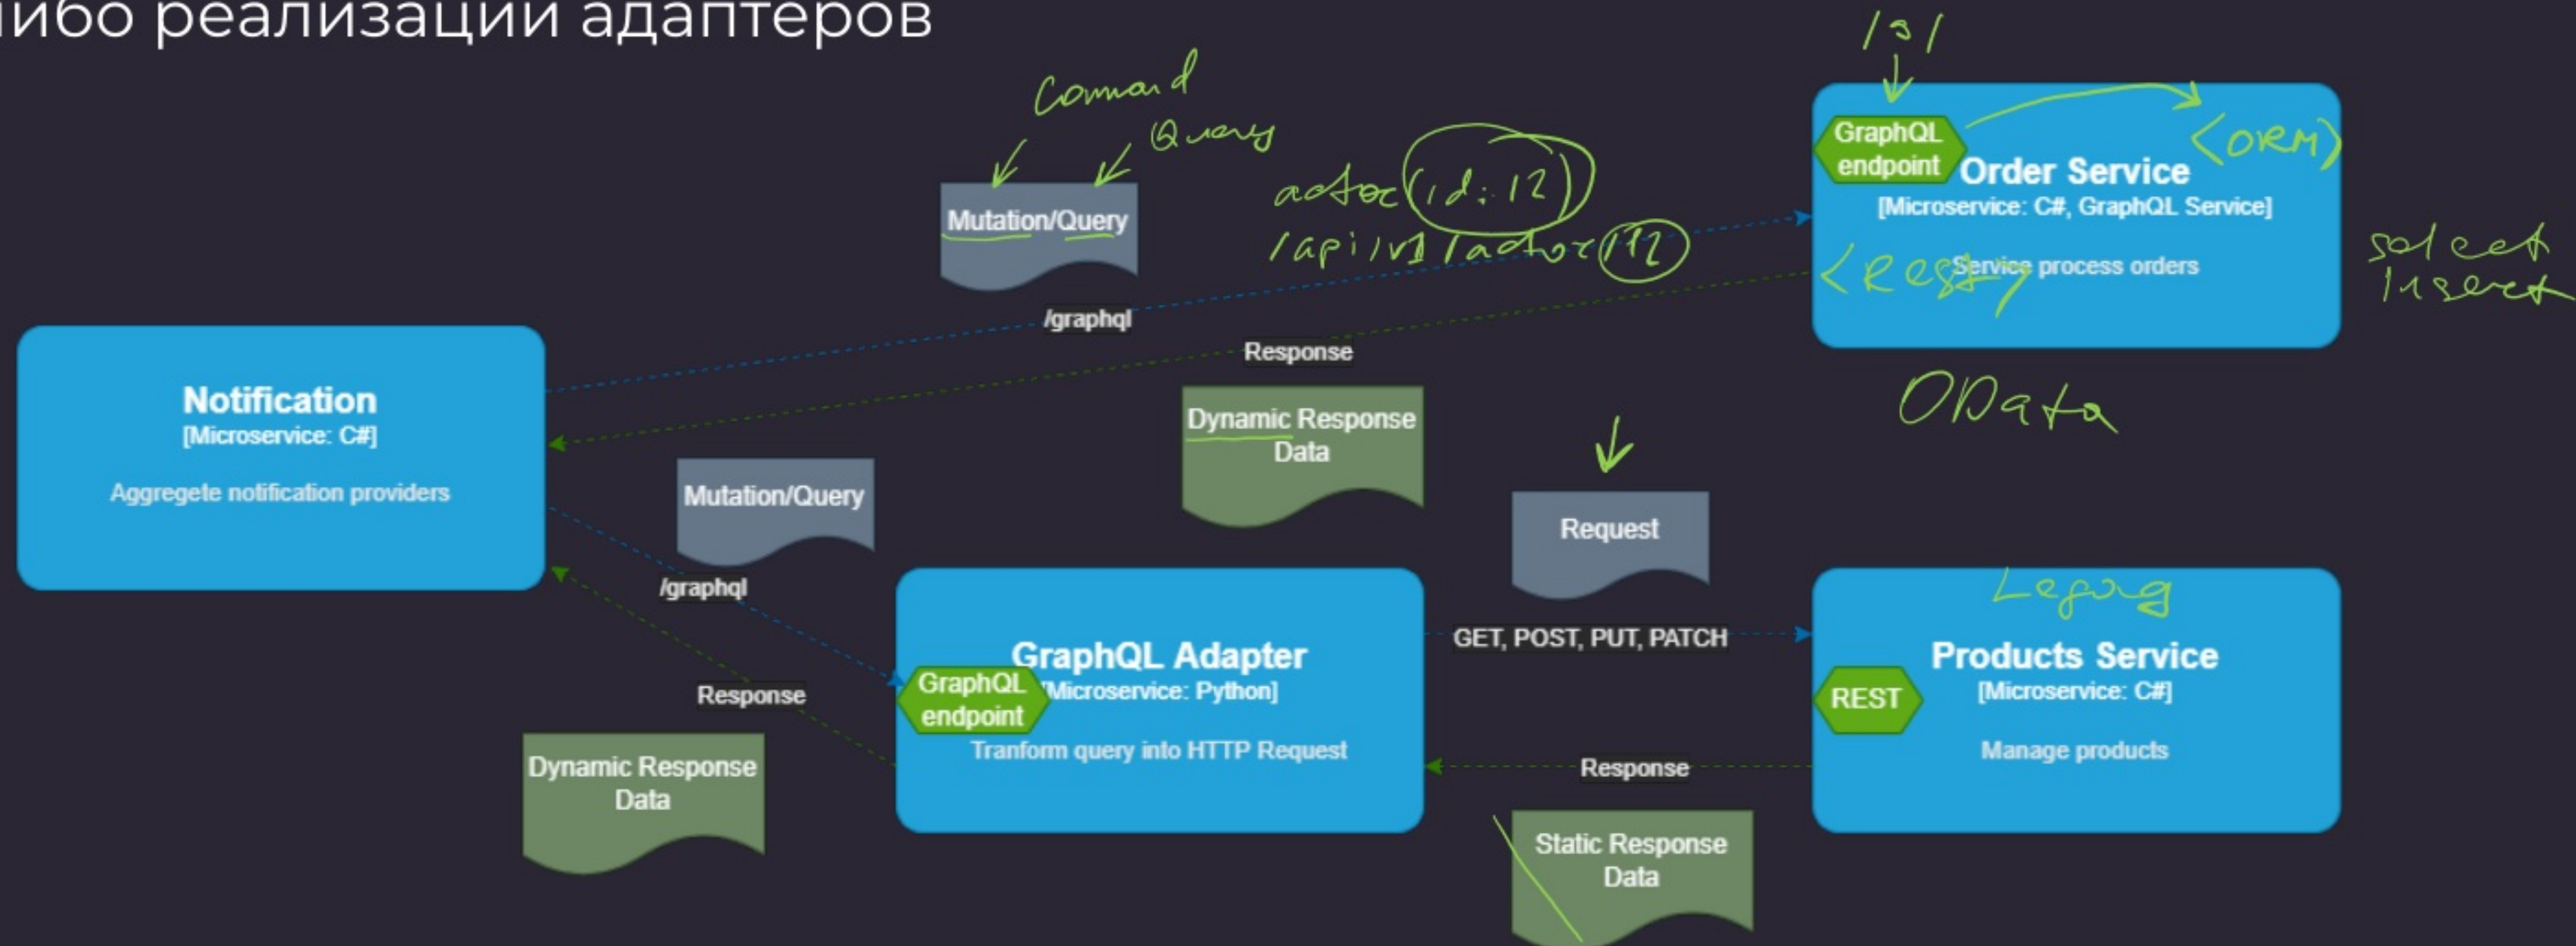 либо реализации адаптеров
Command
Query
Mutation/Query
actor (id: 12)
/api/v1/actor/12
/graphql
Response
GraphQL
endpoint
<ORM>
Order Service
[Microservice: C#, GraphQL Service]
Service process orders
<Rest>
select
insert
OData
Notification
[Microservice: C#]
Aggregete notification providers
Dynamic Response
Data
Mutation/Query
/graphql
Response
Dynamic Response
Data
GraphQL Adapter
[Microservice: Python]
GraphQL
endpoint
Tranform query into HTTP Request
Request
GET, POST, PUT, PATCH
Response
Static Response
Data
Products Service
[Microservice: C#]
REST
Manage products